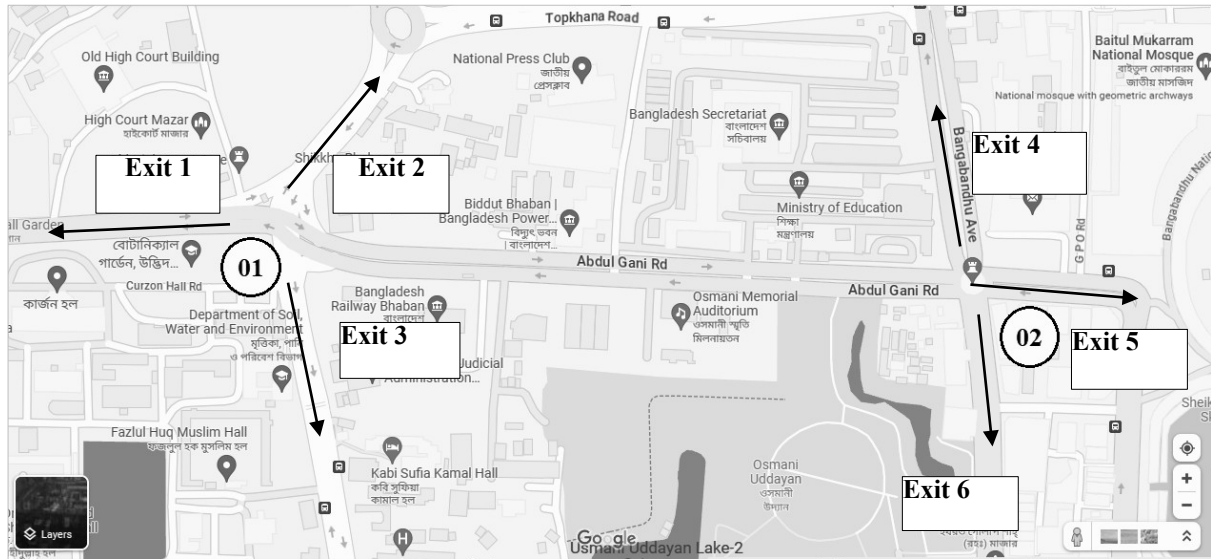 Topkhana Road
Old High Court Building
National Press Club
জাতীয়
প্রেসক্লাব
Baitul Mukarram
National Mosque
বাইতুল মোকাররম
জাতীয় মসজিদ
National mosque with geometric archways
High Court Mazar
হাইকোর্ট মাজার
Bangladesh Secretariat
বাংলাদেশ
সচিবালয়
Bangabandhu Ave
Exit 4
Exit 1
Exit 2
Biddut Bhaban |
Bangladesh Power...
বিদ্যুৎ ভবন
| বাংলাদেশ...
Ministry of Education
শিক্ষা
মন্ত্রণালয়
G P O Rd
all Garden
বোটানিক্যাল
গার্ডেন, উদ্ভিদ...
01
Abdul Gani Rd
Abdul Gani Rd
কার্জন হল
Curzon Hall Rd
Bangladesh
Railway Bhaban
বাংলাদেশ
Osmani Memorial
Auditorium
ওসমানী স্মৃতি
মিলনায়তন
Department of Soil,
Water and Environment
মৃত্তিকা, পানি
ও পরিবেশ বিভাগ
Exit 3
Judicial
Administration...
02
Exit 5
Fazlul Huq Muslim Hall
ফজলুল হক মুসলিম হল
Kabi Sufia Kamal Hall
কবি সুফিয়া
কামাল হল
Osmani
Uddayan
ওসমানী
উদ্যান
Exit 6
Layers
Google
Osmani Uddayan Lake-2
(রহঃ) মাজার